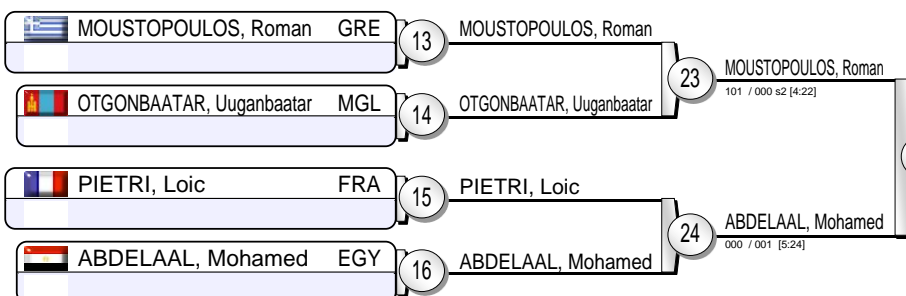 MOUSTOPOULOS, Roman GRE
13
MOUSTOPOULOS, Roman
OTGONBAATAR, Uuganbaatar MGL
14
OTGONBAATAR, Uuganbaatar
23
MOUSTOPOULOS, Roman
101 / 000 s2 [4:22]
PIETRI, Loic FRA
15
PIETRI, Loic
ABDELAAL, Mohamed EGY
16
ABDELAAL, Mohamed
24
ABDELAAL, Mohamed
000 / 001 [5:24]